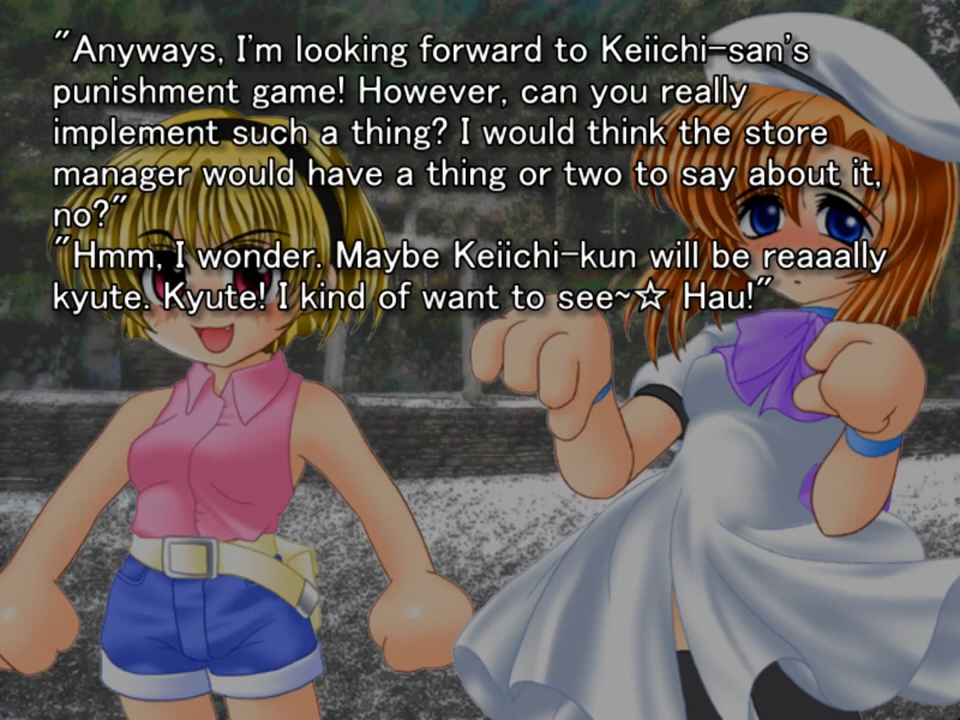 "Anyways, I'm looking forward to Keiichi-san's
punishment game! However, can you really
implement such a thing? I would think the store
manager would have a thing or two to say about it,
no?"
"Hmm, I wonder. Maybe Keiichi-kun will be reaaally
kyute. Kyute! I kind of want to see~☆ Hau!"